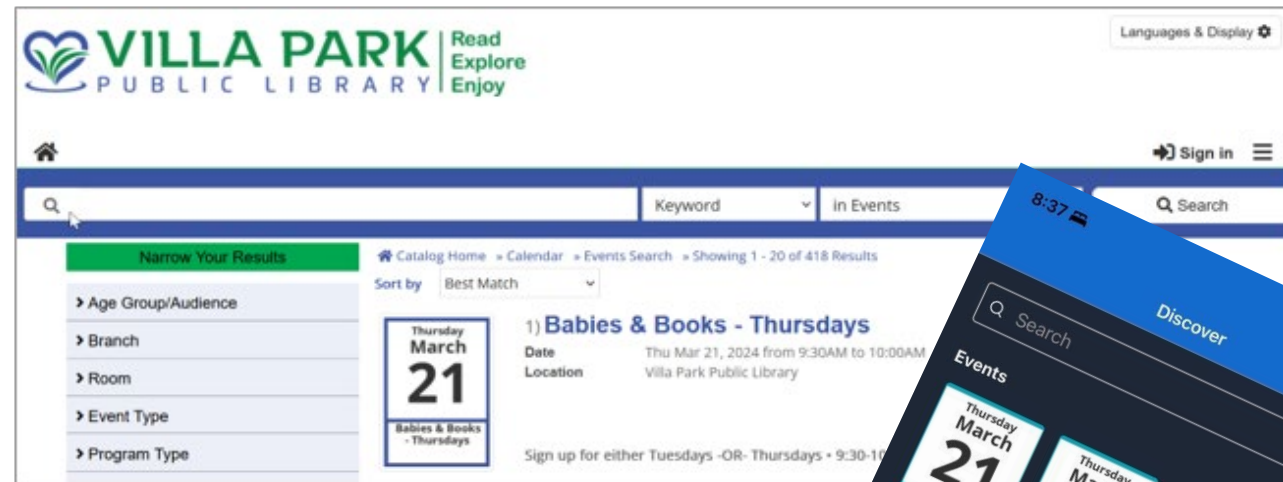 VILLA PARK
PUBLIC LIBRARY
Read
Explore
Enjoy
Languages & Display
Sign in
Keyword
in Events
Search
Narrow Your Results
Age Group/Audience
Branch
Room
Event Type
Program Type
Catalog Home » Calendar » Events Search » Showing 1 - 20 of 418 Results
Sort by Best Match
Thursday
March
21
Babies & Books
- Thursdays
1) Babies & Books - Thursdays
Date Thu Mar 21, 2024 from 9:30AM to 10:00AM
Location Villa Park Public Library
Sign up for either Tuesdays -OR- Thursdays • 9:30-10
8:37
Discover
Search
Events
Thursday
March
21
Thursday